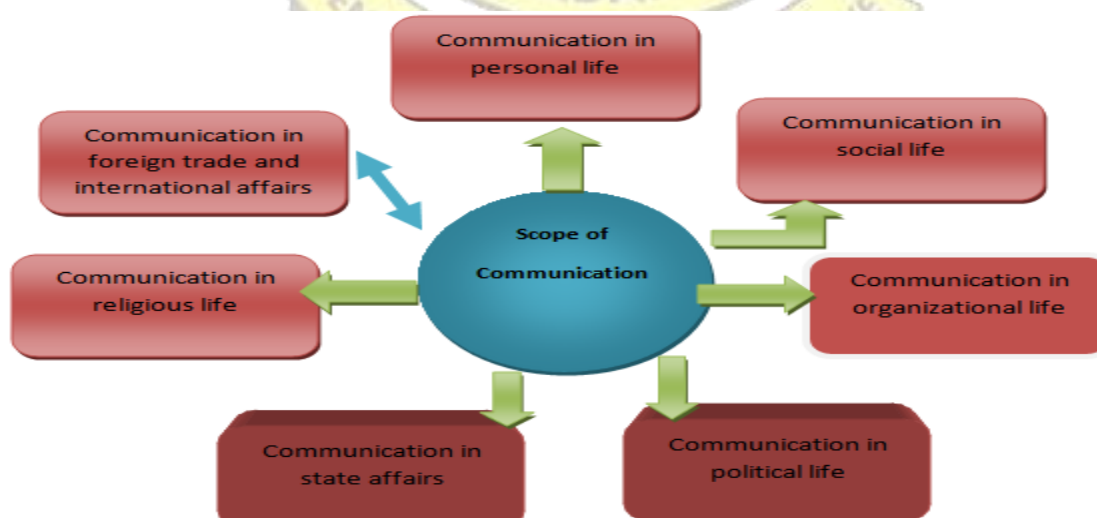 Communication in
personal life
Communication in
social life
Communication in
foreign trade and
international affairs
Scope of
Communication
Communication in
religious life
Communication in
organizational life
Communication in
state affairs
Communication in
political life